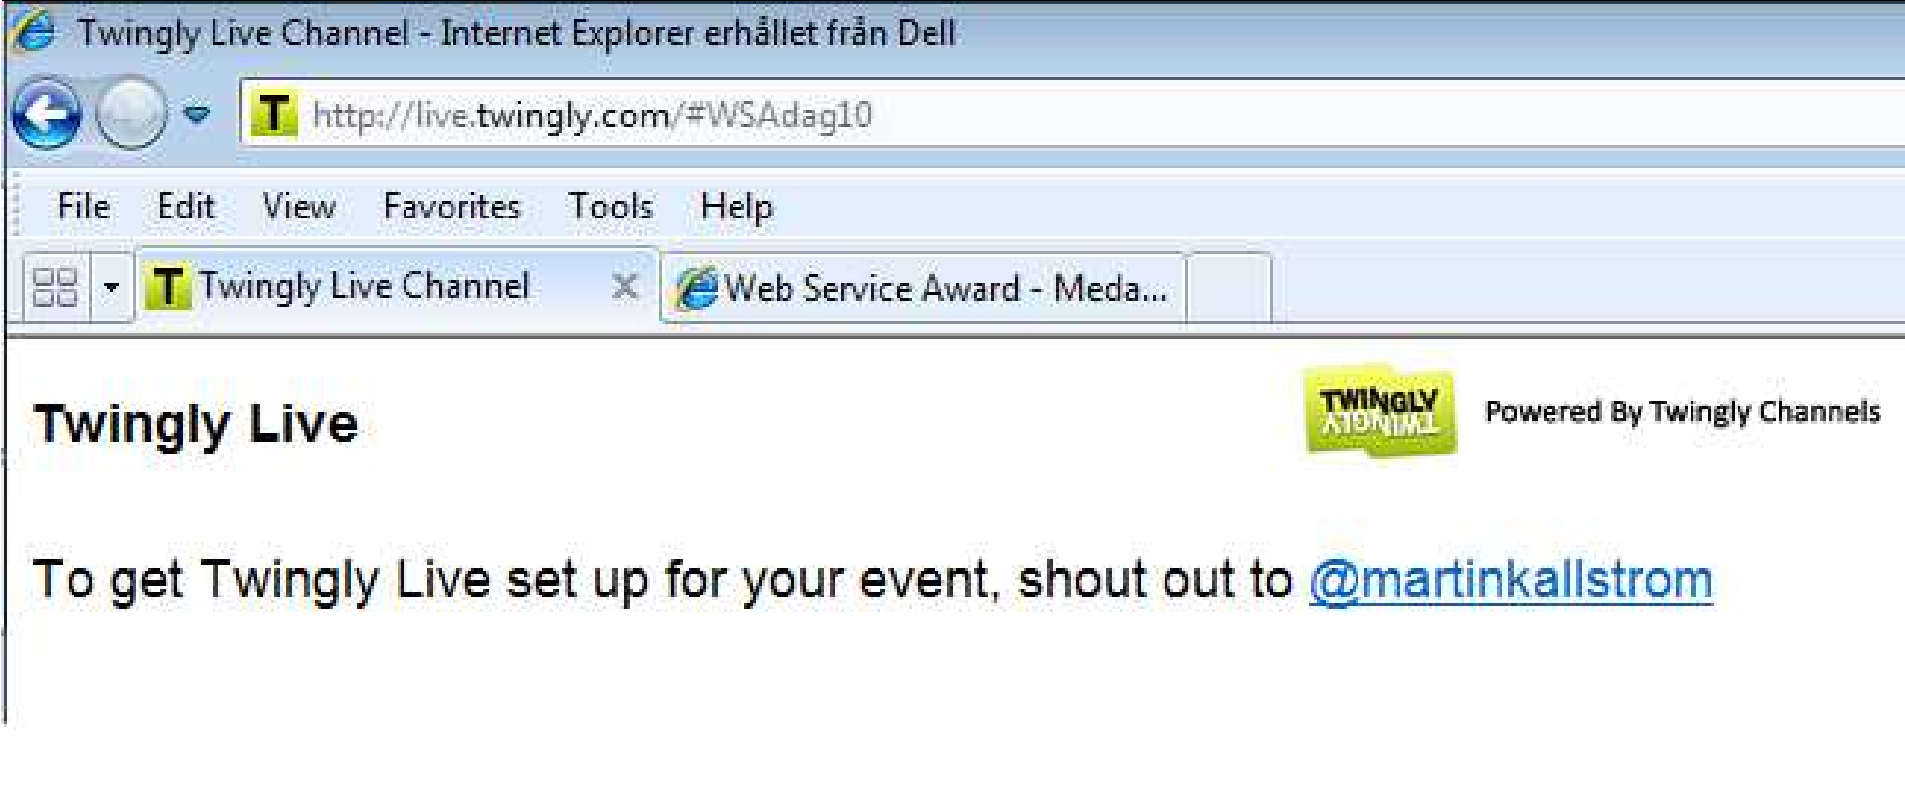 Twingly Live Channel - Internet Explorer erhållet från Dell
T http://live.twingly.com/#WSAdag10
File Edit View Favorites Tools Help
T Twingly Live Channel Web Service Award - Meda...
TWINGLY
TWINGLY
Powered By Twingly Channels
Twingly Live
To get Twingly Live set up for your event, shout out to @martinkallstrom